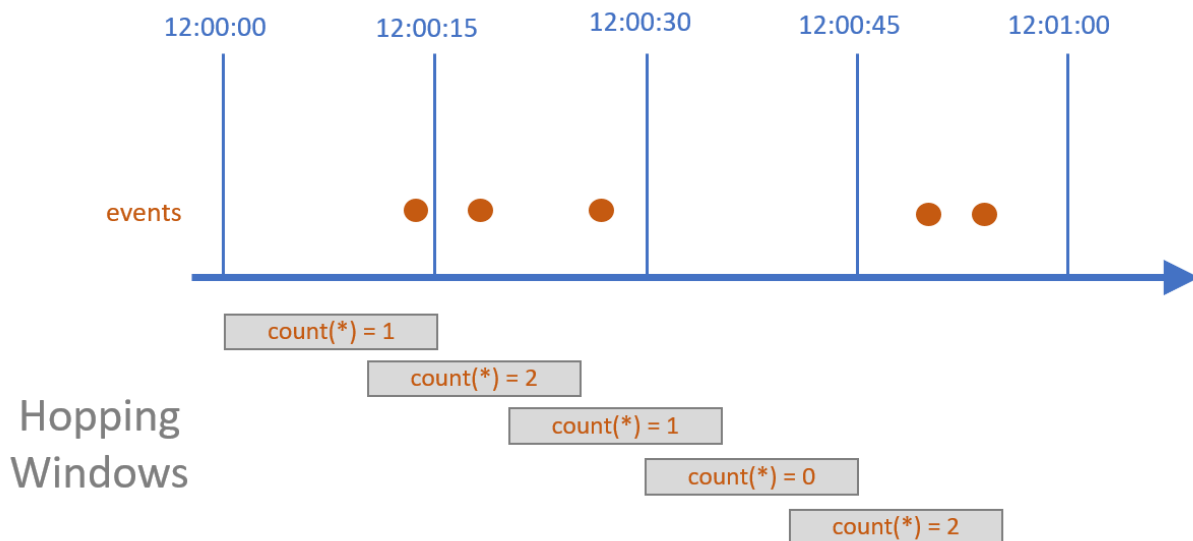 12:00:00
12:00:15
12:00:30
12:00:45
12:01:00
events
count(*) = 1
count(*) = 2
count(*) = 1
count(*) = 0
count(*) = 2
Hopping
Windows